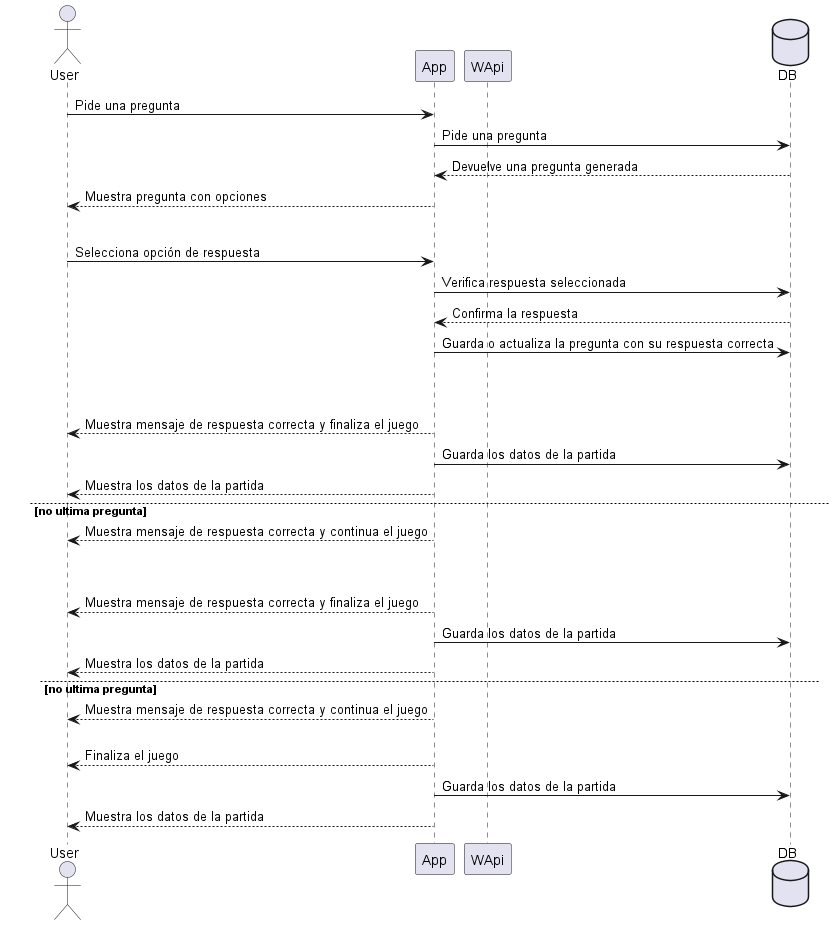 User
App
WApi
DB
Pide una pregunta
Pide una pregunta
Devuelve una pregunta generada
Muestra pregunta con opciones
Selecciona opción de respuesta
Verifica respuesta seleccionada
Confirma la respuesta
Guarda o actualiza la pregunta con su respuesta correcta
Muestra mensaje de respuesta correcta y finaliza el juego
Guarda los datos de la partida
Muestra los datos de la partida
[no ultima pregunta]
Muestra mensaje de respuesta correcta y continua el juego
Muestra mensaje de respuesta correcta y finaliza el juego
Guarda los datos de la partida
Muestra los datos de la partida
[no ultima pregunta]
Muestra mensaje de respuesta correcta y continua el juego
Finaliza el juego
Guarda los datos de la partida
Muestra los datos de la partida
User
App
WApi
DB